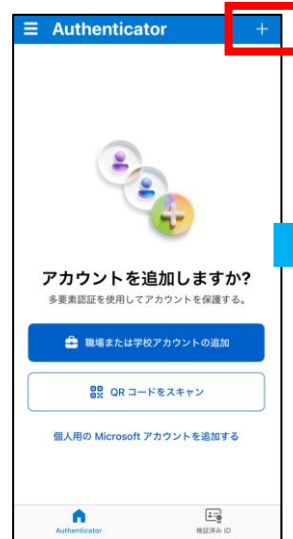 Authenticator
アカウントを追加しますか?
多要素認証を使用してアカウントを保護する。
職場または学校アカウントの追加
QR コードをスキャン
個人用の Microsoft アカウントを追加する
Authenticator
検証済み ID